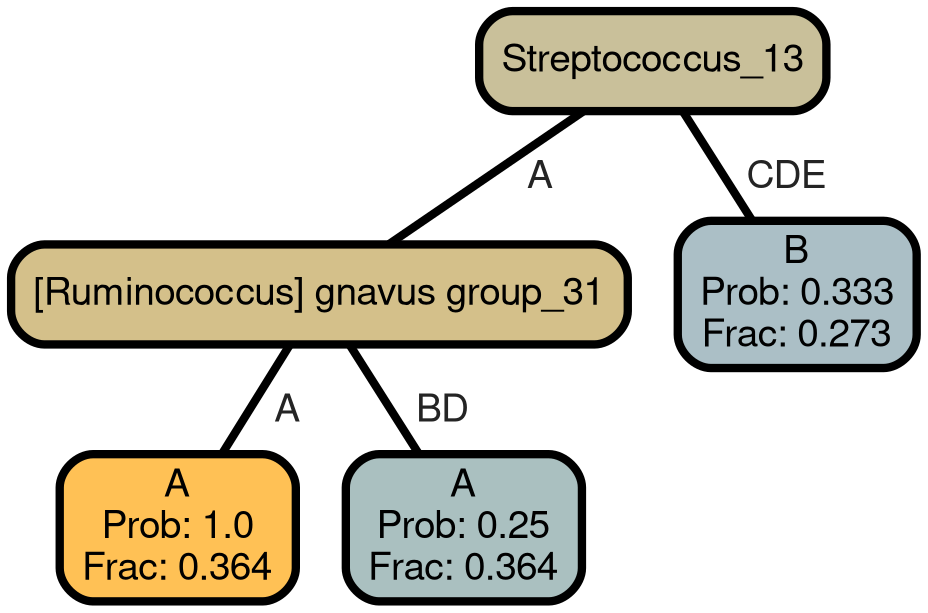 Streptococcus_13
A
CDE
[Ruminococcus] gnavus group_31
B
Prob: 0.333
Frac: 0.273
A
BD
A
Prob: 1.0
Frac: 0.364
A
Prob: 0.25
Frac: 0.364